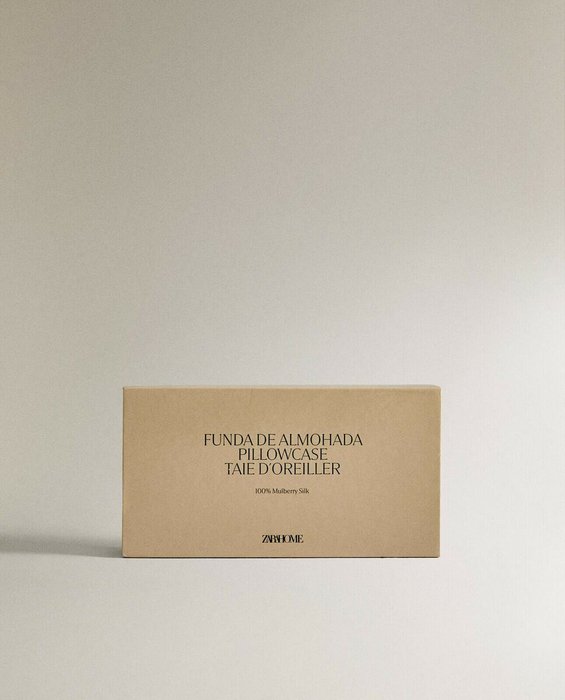 FUNDA DE ALMOHADA
PILLOWCASE
TAIE D'OREILLER
100% Mulberry Silk
ZARAHOME